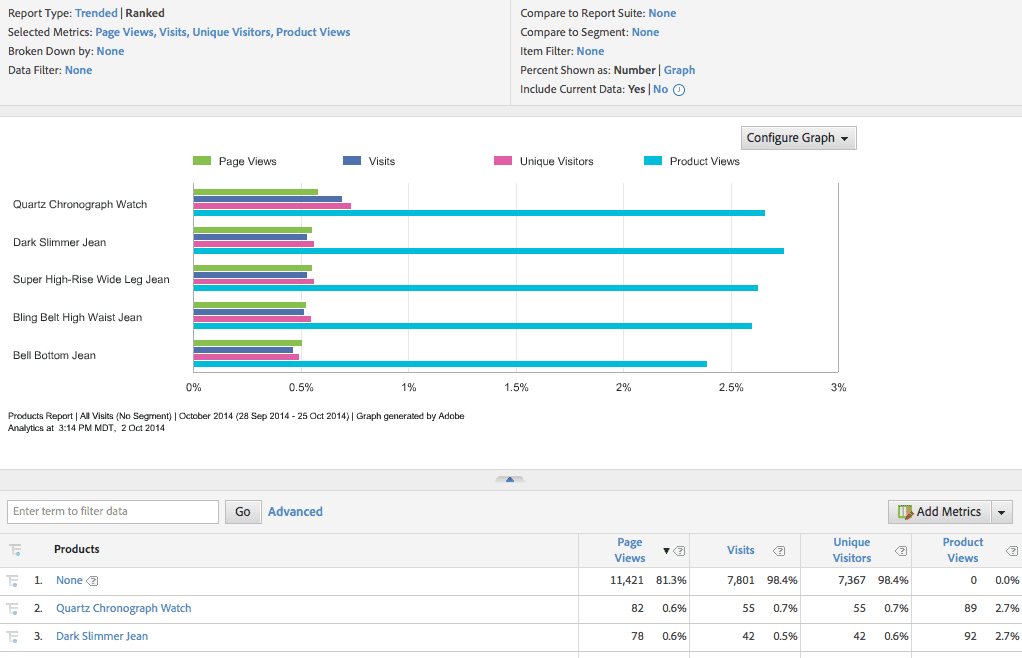 Report Type: Trended | Ranked
Selected Metrics: Page Views, Visits, Unique Visitors, Product Views
Broken Down by: None
Data Filter: None
Compare to Report Suite: None
Compare to Segment: None
Item Filter: None
Percent Shown as: Number | Graph
Include Current Data: Yes | No i
Configure Graph
Page Views Visits Unique Visitors Product Views
Quartz Chronograph Watch
Dark Slimmer Jean
Super High-Rise Wide Leg Jean
Bling Belt High Waist Jean
Bell Bottom Jean
0% 0.5% 1% 1.5% 2% 2.5% 3%
Products Report | All Visits (No Segment) | October 2014 (28 Sep 2014 - 25 Oct 2014) | Graph generated by Adobe
Analytics at 3:14 PM MDT, 2 Oct 2014
Enter term to filter data Go Advanced Add Metrics
Products Page Views ? Visits ? Unique Visitors ? Product Views ?
1. None ? 11,421 81.3% 7,801 98.4% 7,367 98.4% 0 0.0%
2. Quartz Chronograph Watch 82 0.6% 55 0.7% 55 0.7% 89 2.7%
3. Dark Slimmer Jean 78 0.6% 42 0.5% 42 0.6% 92 2.7%